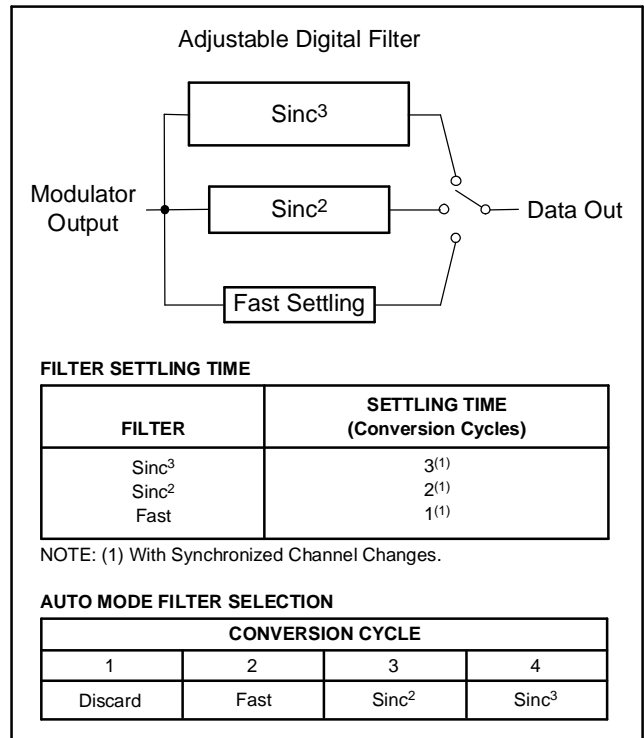 Adjustable Digital Filter
Sinc³
Modulator
Output
Sinc²
Data Out
Fast Settling
FILTER SETTLING TIME
FILTER
SETTLING TIME
(Conversion Cycles)
Sinc³ 3⁽¹⁾
Sinc² 2⁽¹⁾
Fast 1⁽¹⁾
NOTE: (1) With Synchronized Channel Changes.
AUTO MODE FILTER SELECTION
CONVERSION CYCLE
1 2 3 4
Discard Fast Sinc² Sinc³